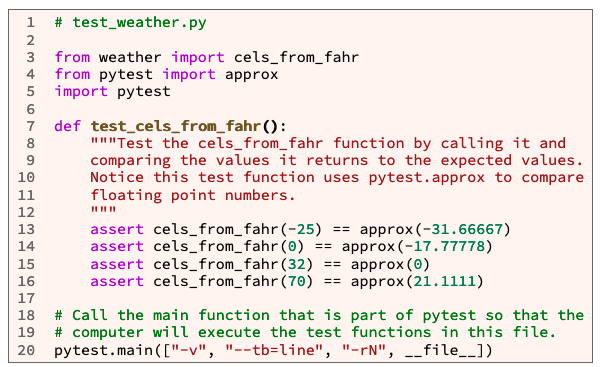 1 # test_weather.py
2
3 from weather import cels_from_fahr
4 from pytest import approx
5 import pytest
6
7 def test_cels_from_fahr():
8     """Test the cels_from_fahr function by calling it and
9     comparing the values it returns to the expected values.
10     Notice this test function uses pytest.approx to compare
11     floating point numbers.
12     """
13     assert cels_from_fahr(-25) == approx(-31.66667)
14     assert cels_from_fahr(0) == approx(-17.77778)
15     assert cels_from_fahr(32) == approx(0)
16     assert cels_from_fahr(70) == approx(21.1111)
17
18 # Call the main function that is part of pytest so that the
19 # computer will execute the test functions in this file.
20 pytest.main(["-v", "--tb=line", "-rN", __file__])